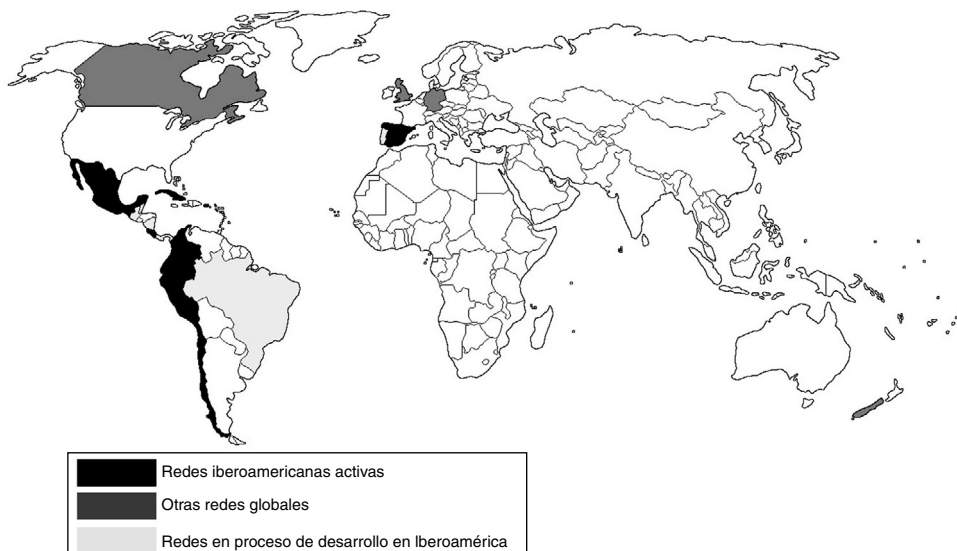 Redes iberoamericanas activas
Otras redes globales
Redes en proceso de desarrollo en Iberoamérica